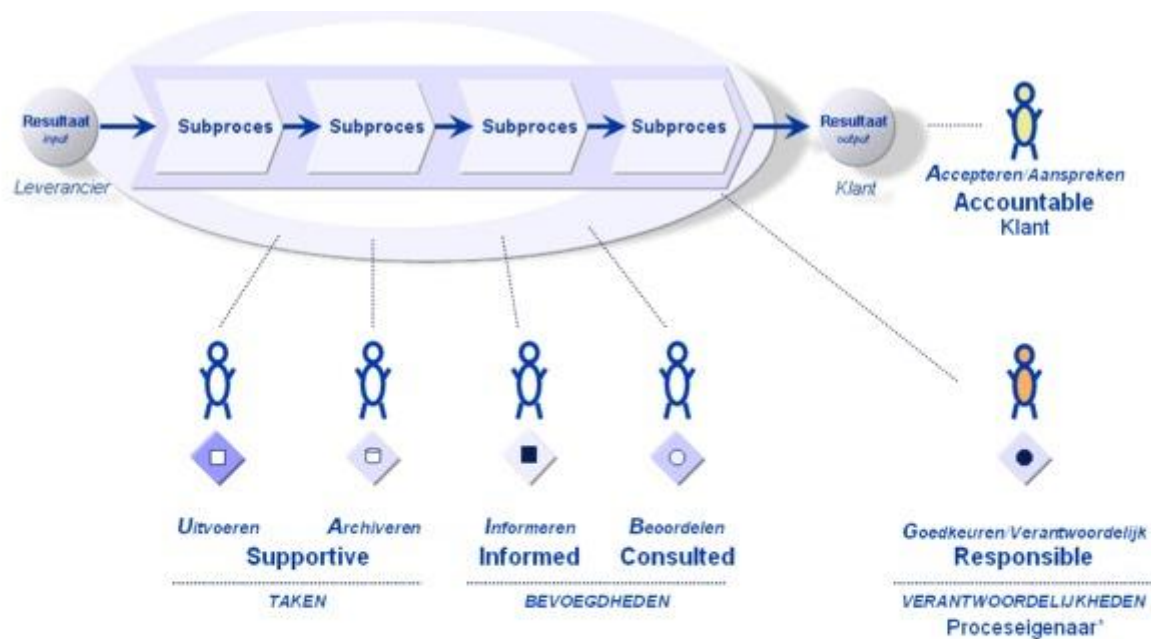 Resultaat
input
Subproces
Subproces
Subproces
Subproces
Resultaat
output
Leverancier
Klant
Accepteren/Aanspreken
Accountable
Klant
Uitvoeren
Archiveren
Supportive
TAKEN
Informeren
Beoordelen
Informed
Consulted
BEVOEGDHEDEN
Goedkeuren/Verantwoordelijk
Responsible
VERANTWOORDELIJKHEDEN
Proceseigenaar*